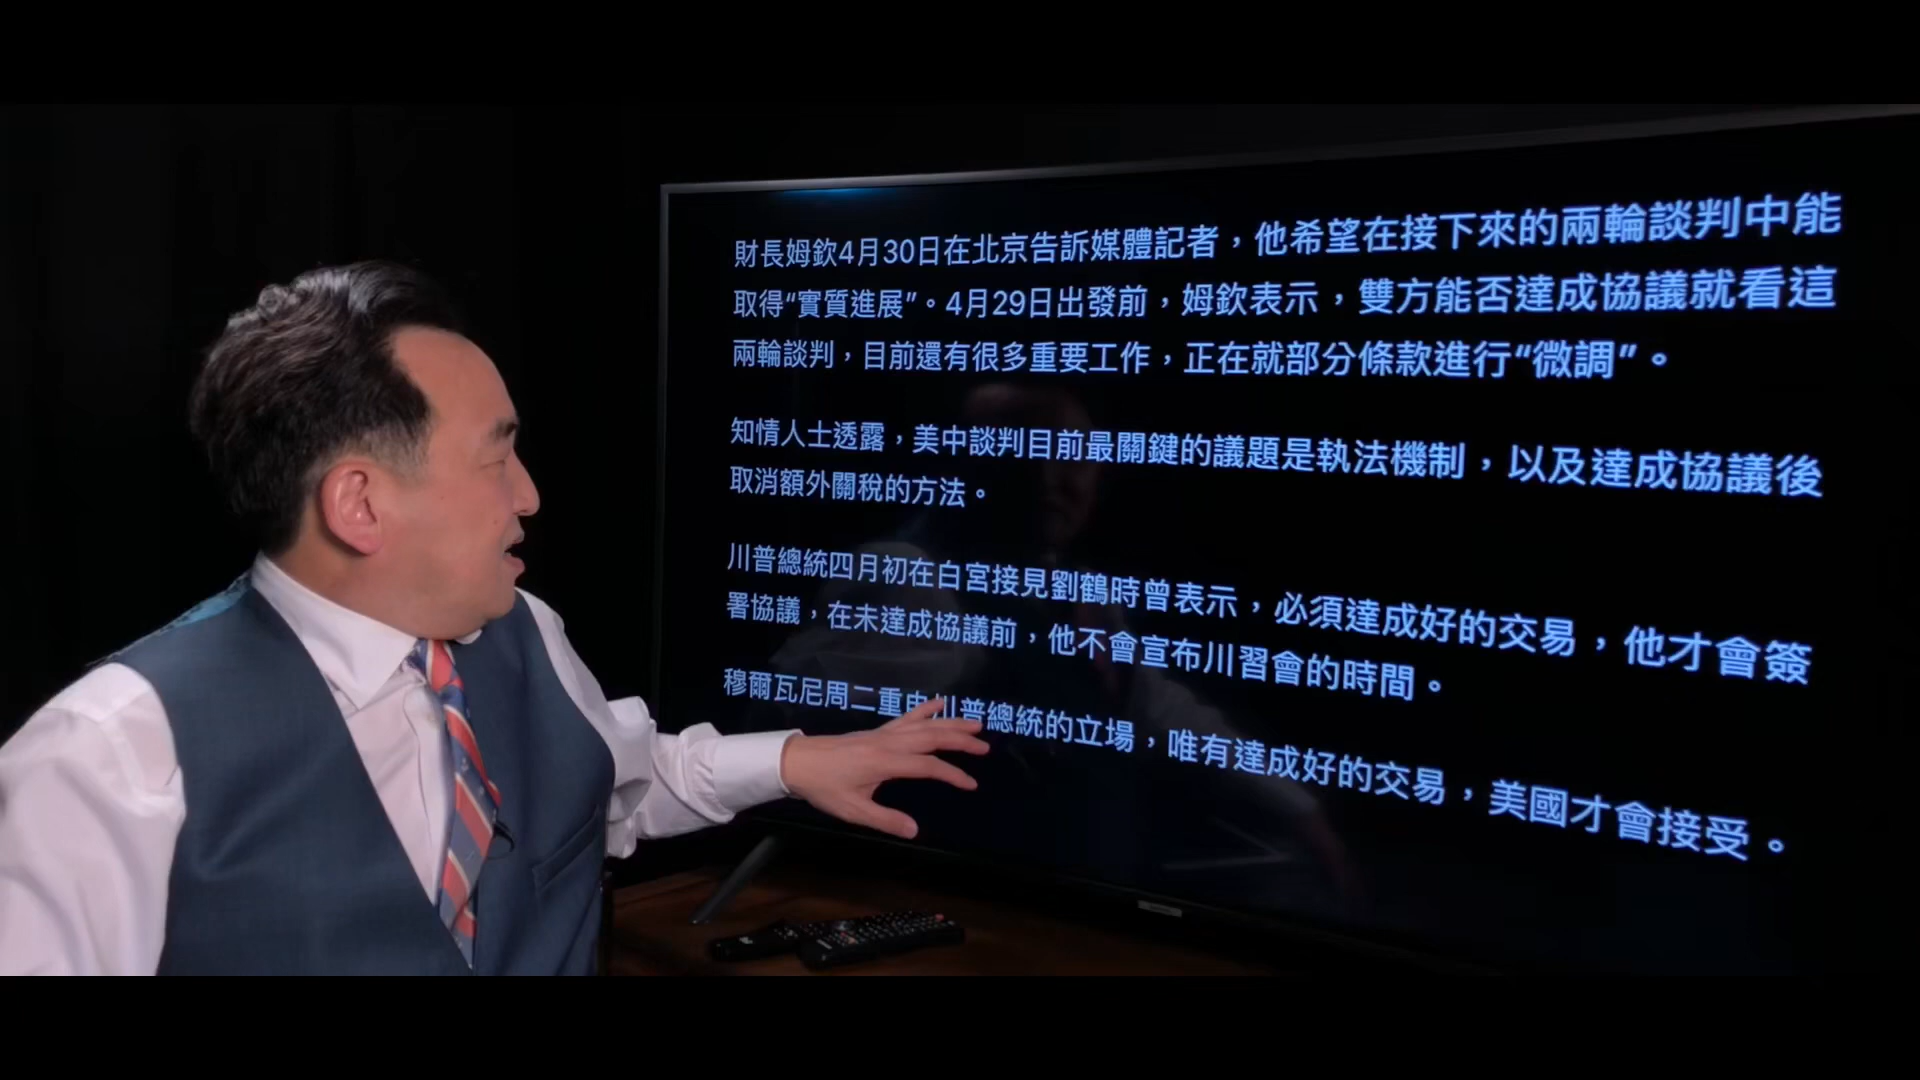 財長姆欽4月30日在北京告訴媒體記者，他希望在接下來的兩輪談判中能
取得“實質進展”。4月29日出發前，姆欽表示，雙方能否達成協議就看這
兩輪談判，目前還有很多重要工作，正在就部分條款進行“微調”。
知情人士透露，美中談判目前最關鍵的議題是執法機制，以及達成協議後
取消額外關稅的方法。
川普總統四月初在白宮接見劉鶴時曾表示，必須達成好的交易，他才會簽
署協議，在未達成協議前，他不會宣布川習會的時間。
穆爾瓦尼周二重申川普總統的立場，唯有達成好的交易，美國才會接受。